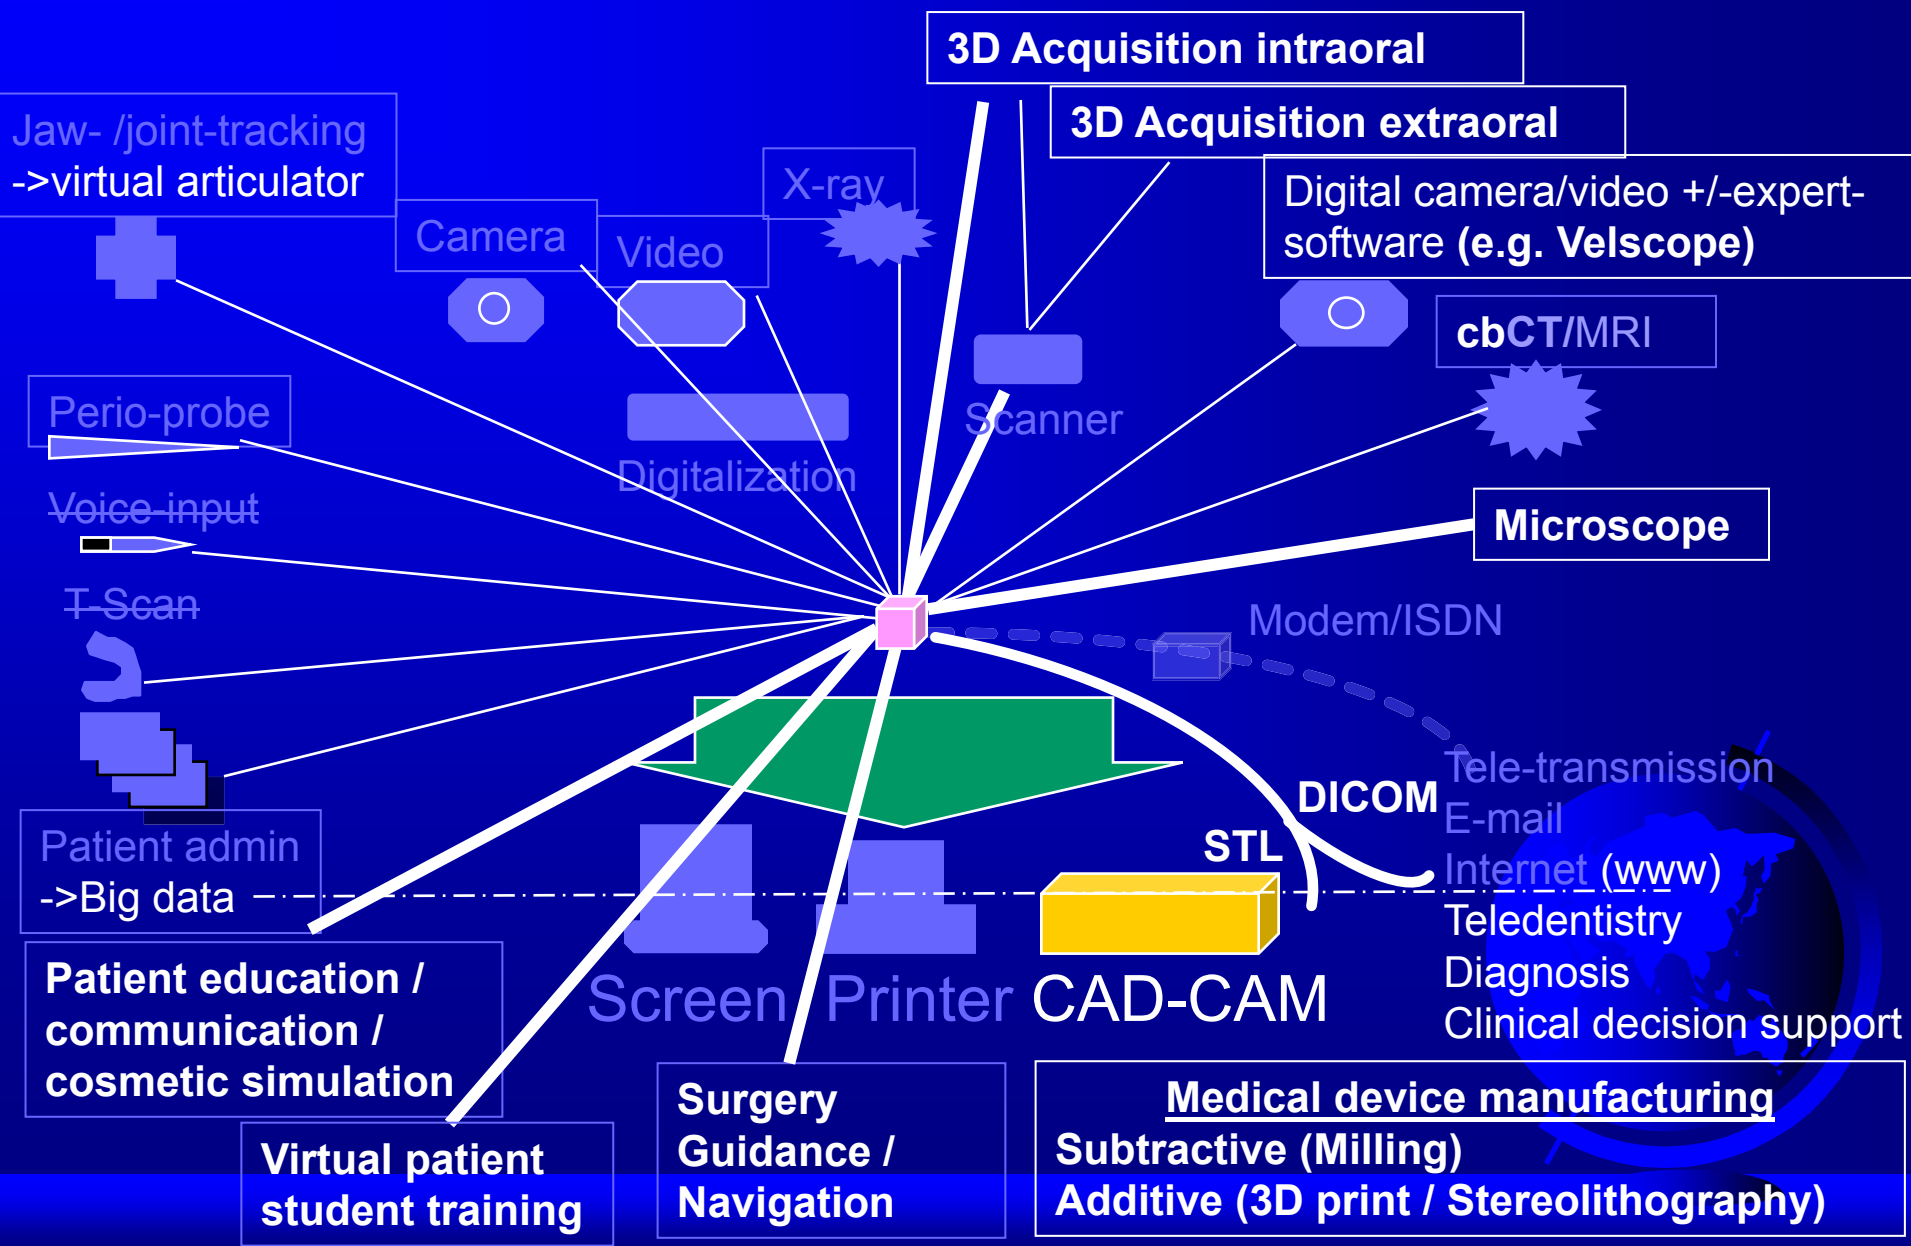 3D Acquisition intraoral
3D Acquisition extraoral
Jaw- /joint-tracking
->virtual articulator
X-ray
Digital camera/video +/-expert-
software (e.g. Velscope)
Camera
Video
cbCT/MRI
Perio-probe
Scanner
Digitalization
Voice-input
Microscope
T-Scan
Modem/ISDN
Tele-transmission
DICOM
E-mail
STL
Patient admin
Internet (www)
->Big data
Teledentistry
Diagnosis
Clinical decision support
Screen
Printer
CAD-CAM
Patient education /
communication /
cosmetic simulation
Surgery
Guidance /
Navigation
Medical device manufacturing
Subtractive (Milling)
Additive (3D print / Stereolithography)
Virtual patient
student training